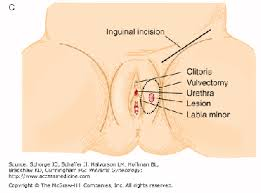 C
Inguinal incision
Clitoris
Vulvectomy
Urethra
Lesion
Labia minor
Source: Schorge JO, Schaffer JI, Halvorson LM, Hoffman BL,
Bradshaw KD, Cunningham FG: Williams Gynecology:
http://www.accessmedicine.com
Copyright © The McGraw-Hill Companies, Inc. All rights reserved.